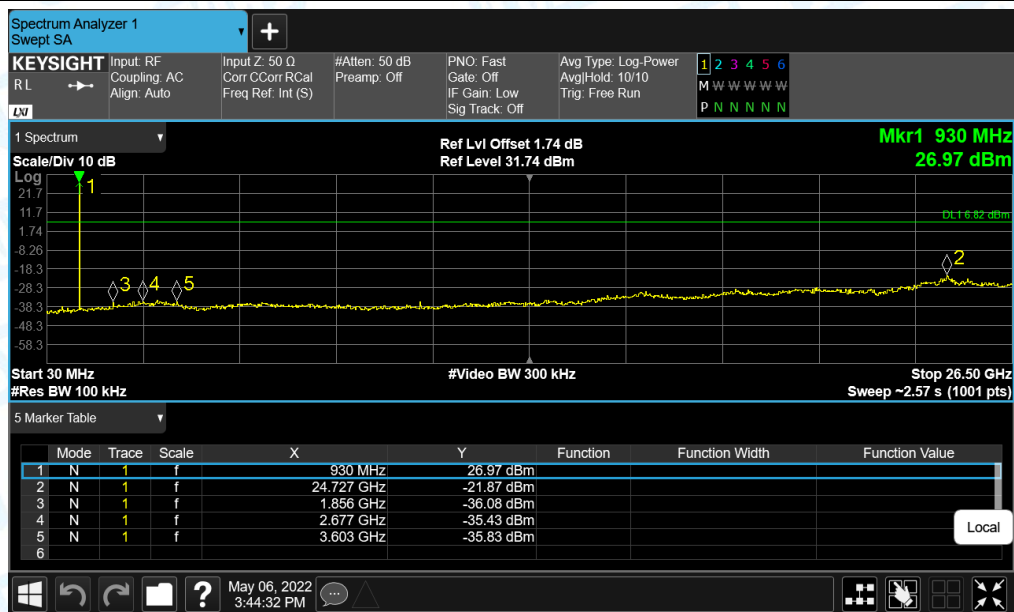 Spectrum Analyzer 1
Swept SA
+
KEYSIGHT
R L
LXI
Input: RF
Coupling: AC
Align: Auto
Input Z: 50 Ω
Corr CCorr RCal
Freq Ref: Int (S)
#Atten: 50 dB
Preamp: Off
PNO: Fast
Gate: Off
IF Gain: Low
Sig Track: Off
Avg Type: Log-Power
Avg|Hold: 10/10
Trig: Free Run
1 2 3 4 5 6
M W W W W W
P N N N N N
1 Spectrum
Scale/Div 10 dB
Ref Lvl Offset 1.74 dB
Ref Level 31.74 dBm
Mkr1 930 MHz
26.97 dBm
Log
21.7
11.7
1.74
-8.26
-18.3
-28.3
-38.3
-48.3
-58.3
1
DL1 6.82 dBm
2
3
4
5
Start 30 MHz
#Res BW 100 kHz
#Video BW 300 kHz
Stop 26.50 GHz
Sweep ~2.57 s (1001 pts)
5 Marker Table
Mode Trace Scale X Y Function Function Width Function Value
1 N 1 f 930 MHz 26.97 dBm
2 N 1 f 24.727 GHz -21.87 dBm
3 N 1 f 1.856 GHz -36.08 dBm
4 N 1 f 2.677 GHz -35.43 dBm
5 N 1 f 3.603 GHz -35.83 dBm
6
Local
?
May 06, 2022
3:44:32 PM